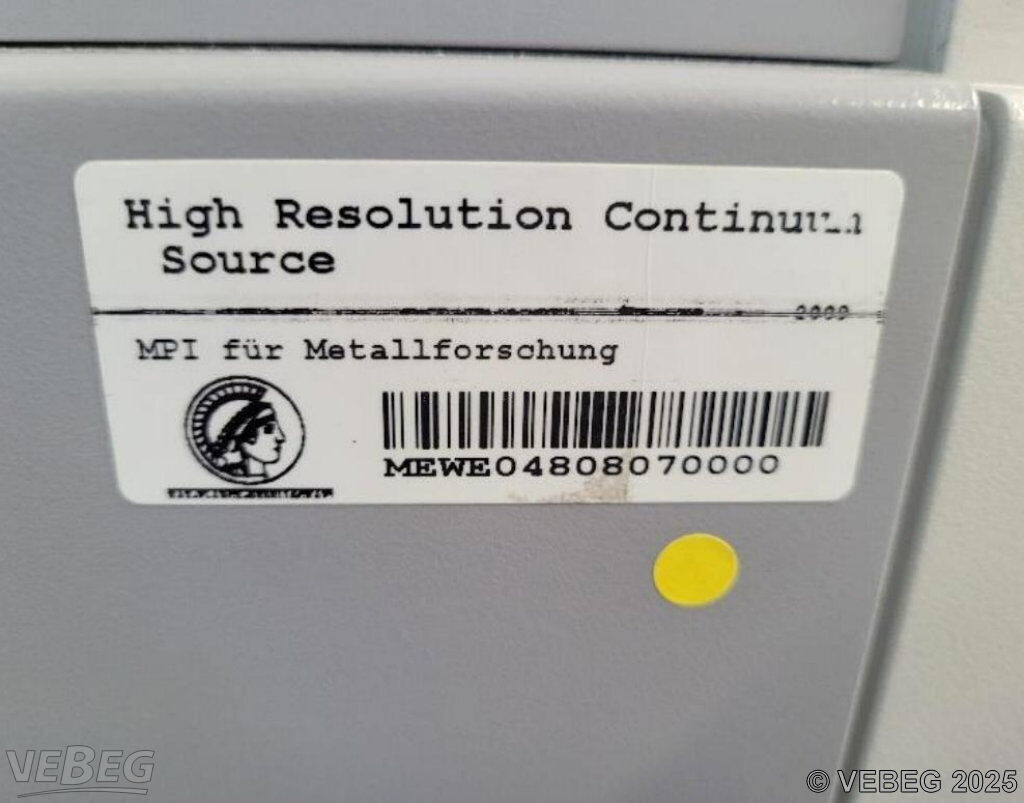 High Resolution Continuum
Source
2009
MPI für Metallforschung
MEWE04808070000
VEBEG
© VEBEG 2025